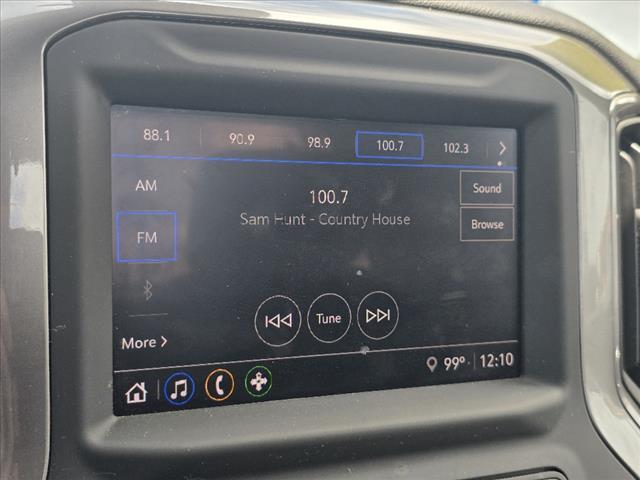 88.1 90.9 98.9 100.7 102.3
AM
100.7
Sound
Sam Hunt - Country House
Browse
FM
Tune
More
99° 12:10